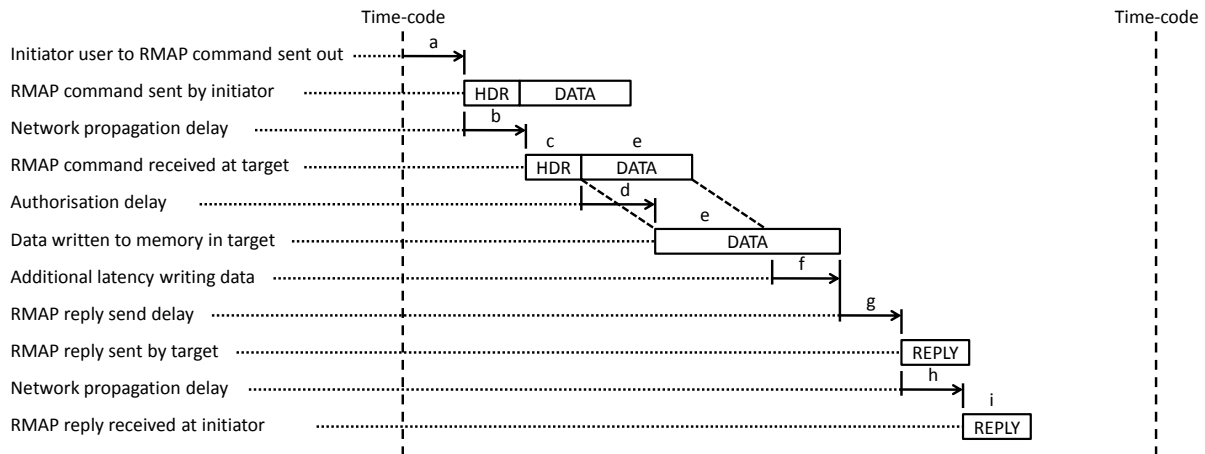 Time-code Time-code
a
Initiator user to RMAP command sent out
RMAP command sent by initiator HDR DATA
b
Network propagation delay
c e
RMAP command received at target HDR DATA
d
Authorisation delay
e
Data written to memory in target DATA
f
Additional latency writing data
g
RMAP reply send delay
RMAP reply sent by target REPLY
h
Network propagation delay
i
RMAP reply received at initiator REPLY